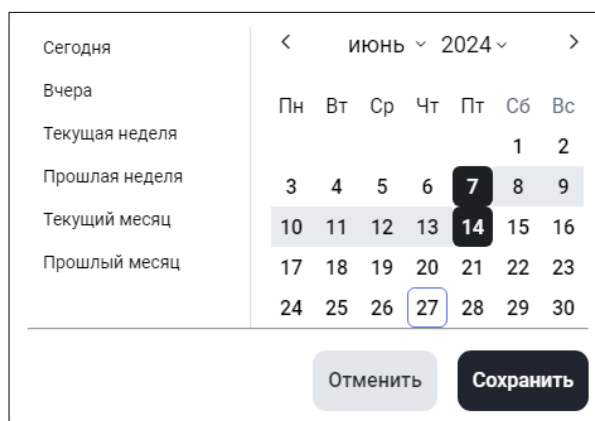 Сегодня
Вчера
Текущая неделя
Прошлая неделя
Текущий месяц
Прошлый месяц
июнь 2024
Пн Вт Ср Чт Пт Сб Вс
1 2
3 4 5 6 7 8 9
10 11 12 13 14 15 16
17 18 19 20 21 22 23
24 25 26 27 28 29 30
Отменить Сохранить